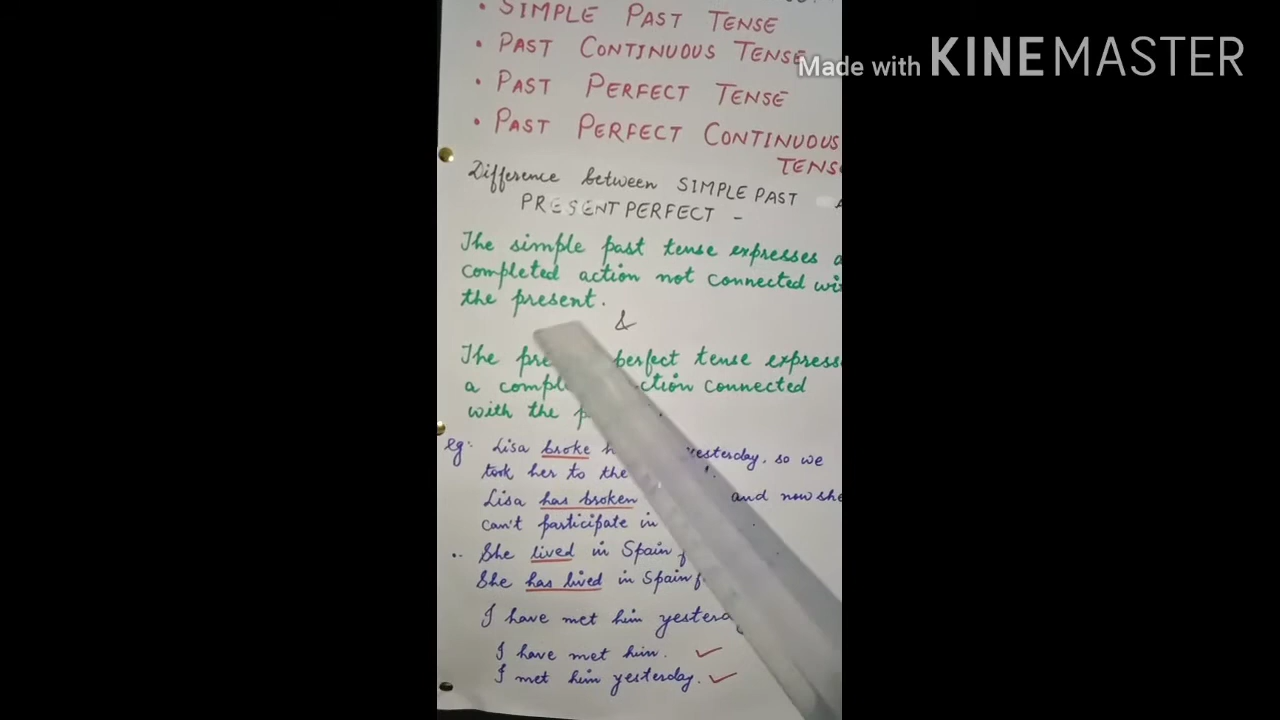 • SIMPLE PAST TENSE
• PAST CONTINUOUS TENSE
• PAST PERFECT TENSE
• PAST PERFECT CONTINUOUS
TENSE
Difference between SIMPLE PAST
PRESENT PERFECT -
The simple past tense expresses a
completed action not connected
the present.
&
The perfect tense
a action connected
with the
eg: Lisa broke yesterday, so we
took her to the
Lisa has broken and now she
can't participate in
•• She lived in Spain
She has lived in Spain
I have met him
I have met him. ✓
I met him yesterday. ✓
Made with KINEMASTER